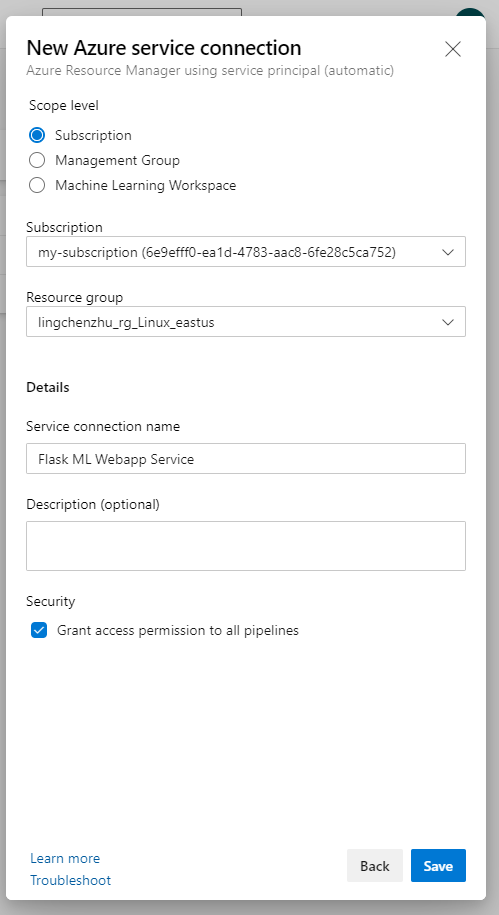 New Azure service connection
Azure Resource Manager using service principal (automatic)
Scope level
Subscription
Management Group
Machine Learning Workspace
Subscription
my-subscription (6e9efff0-ea1d-4783-aac8-6fe28c5ca752)
Resource group
lingchenzhu_rg_Linux_eastus
Details
Service connection name
Flask ML Webapp Service
Description (optional)
Security
Grant access permission to all pipelines
Learn more
Troubleshoot
Back
Save